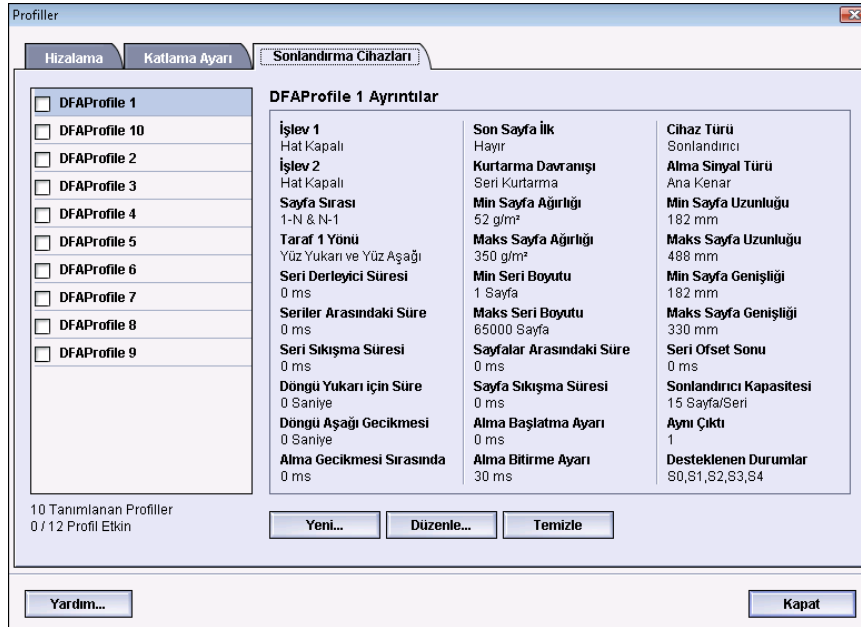 Profiller
Hizalama
Katlama Ayarı
Sonlandırma Cihazları
DFAProfile 1
DFAProfile 10
DFAProfile 2
DFAProfile 3
DFAProfile 4
DFAProfile 5
DFAProfile 6
DFAProfile 7
DFAProfile 8
DFAProfile 9
10 Tanımlanan Profiller
0 / 12 Profil Etkin
DFAProfile 1 Ayrıntılar
İşlev 1
Hat Kapalı
İşlev 2
Hat Kapalı
Sayfa Sırası
1-N & N-1
Taraf 1 Yönü
Yüz Yukarı ve Yüz Aşağı
Seri Derleyici Süresi
0 ms
Seriler Arasındaki Süre
0 ms
Seri Sıkışma Süresi
0 ms
Döngü Yukarı için Süre
0 Saniye
Döngü Aşağı Gecikmesi
0 Saniye
Alma Gecikmesi Sırasında
0 ms
Son Sayfa İlk
Hayır
Kurtarma Davranışı
Seri Kurtarma
Min Sayfa Ağırlığı
52 g/m²
Maks Sayfa Ağırlığı
350 g/m²
Min Seri Boyutu
1 Sayfa
Maks Seri Boyutu
65000 Sayfa
Sayfalar Arasındaki Süre
0 ms
Sayfa Sıkışma Süresi
0 ms
Alma Başlatma Ayarı
0 ms
Alma Bitirme Ayarı
30 ms
Cihaz Türü
Sonlandırıcı
Alma Sinyal Türü
Ana Kenar
Min Sayfa Uzunluğu
182 mm
Maks Sayfa Uzunluğu
488 mm
Min Sayfa Genişliği
182 mm
Maks Sayfa Genişliği
330 mm
Seri Ofset Sonu
0 ms
Sonlandırıcı Kapasitesi
15 Sayfa/Seri
Aynı Çıktı
1
Desteklenen Durumlar
S0,S1,S2,S3,S4
Yeni...
Düzenle...
Temizle
Yardım...
Kapat